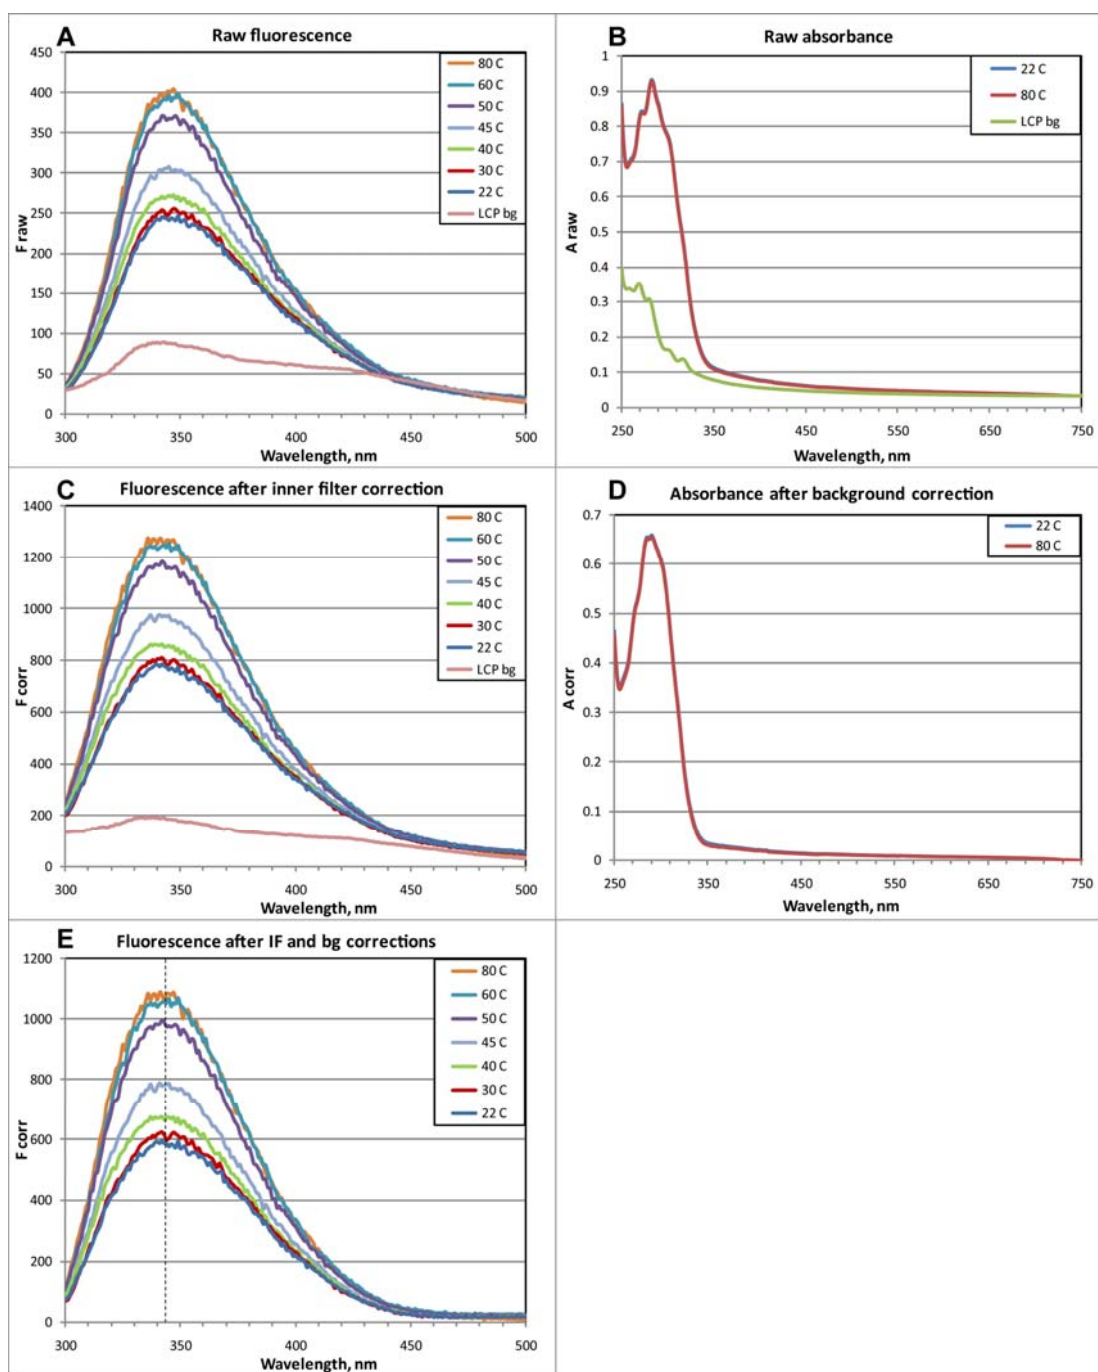 A Raw fluorescence
450
400
350
300
250
200
150
100
50
0
F raw
300 350 400 450 500
Wavelength, nm
80 C
60 C
50 C
45 C
40 C
30 C
22 C
LCP bg
B Raw absorbance
1
0.9
0.8
0.7
0.6
0.5
0.4
0.3
0.2
0.1
0
A raw
250 350 450 550 650 750
Wavelength, nm
22 C
80 C
LCP bg
C Fluorescence after inner filter correction
1400
1200
1000
800
600
400
200
0
F corr
300 350 400 450 500
Wavelength, nm
80 C
60 C
50 C
45 C
40 C
30 C
22 C
LCP bg
D Absorbance after background correction
0.7
0.6
0.5
0.4
0.3
0.2
0.1
0
A corr
250 350 450 550 650 750
Wavelength, nm
22 C
80 C
E Fluorescence after IF and bg corrections
1200
1000
800
600
400
200
0
F corr
300 350 400 450 500
Wavelength, nm
80 C
60 C
50 C
45 C
40 C
30 C
22 C